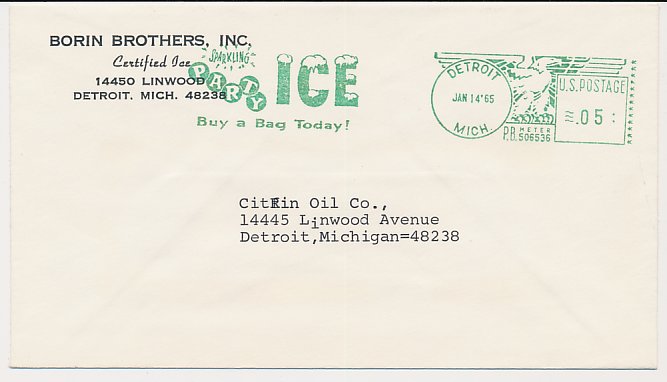 BORIN BROTHERS, INC.
Certified Ice
14450 LINWOOD
DETROIT, MICH. 48238
SPARKLING
PARTY
ICE
Buy a Bag Today!
DETROIT
JAN 14'65
MICH.
U.S. POSTAGE
.05
P.B. METER
506536
CitKin Oil Co.,
14445 Linwood Avenue
Detroit,Michigan=48238